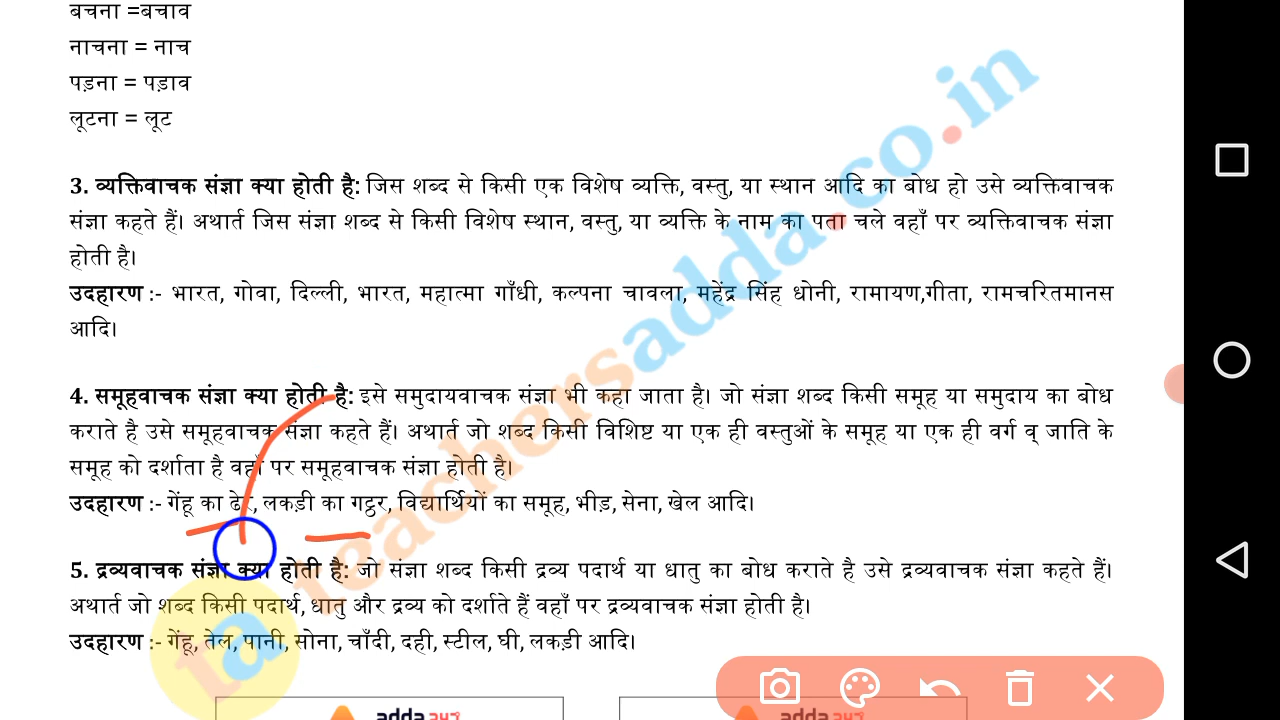 बचना =बचाव
नाचना = नाच
पड़ना = पड़ाव
लूटना = लूट
3. व्यक्तिवाचक संज्ञा क्या होती है: जिस शब्द से किसी एक विशेष व्यक्ति, वस्तु, या स्थान आदि का बोध हो उसे व्यक्तिवाचक
संज्ञा कहते हैं। अथार्त जिस संज्ञा शब्द से किसी विशेष स्थान, वस्तु, या व्यक्ति के नाम का पता चले वहाँ पर व्यक्तिवाचक संज्ञा
होती है।
उदहारण :- भारत, गोवा, दिल्ली, भारत, महात्मा गाँधी, कल्पना चावला, महेंद्र सिंह धोनी, रामायण,गीता, रामचरितमानस
आदि।
4. समूहवाचक संज्ञा क्या होती है: इसे समुदायवाचक संज्ञा भी कहा जाता है। जो संज्ञा शब्द किसी समूह या समुदाय का बोध
कराते है उसे समूहवाचक संज्ञा कहते हैं। अथार्त जो शब्द किसी विशिष्ट या एक ही वस्तुओं के समूह या एक ही वर्ग व् जाति के
समूह को दर्शाता है वहाँ पर समूहवाचक संज्ञा होती है।
उदहारण :- गेंहू का ढेर, लकड़ी का गट्ठर, विद्यार्थियों का समूह, भीड़, सेना, खेल आदि।
5. द्रव्यवाचक संज्ञा क्या होती है: जो संज्ञा शब्द किसी द्रव्य पदार्थ या धातु का बोध कराते है उसे द्रव्यवाचक संज्ञा कहते हैं।
अथार्त जो शब्द किसी पदार्थ, धातु और द्रव्य को दर्शाते हैं वहाँ पर द्रव्यवाचक संज्ञा होती है।
उदहारण :- गेंहू, तेल, पानी, सोना, चाँदी, दही, स्टील, घी, लकड़ी आदि।
teachersadda.co.in
ta
adda247 adda247